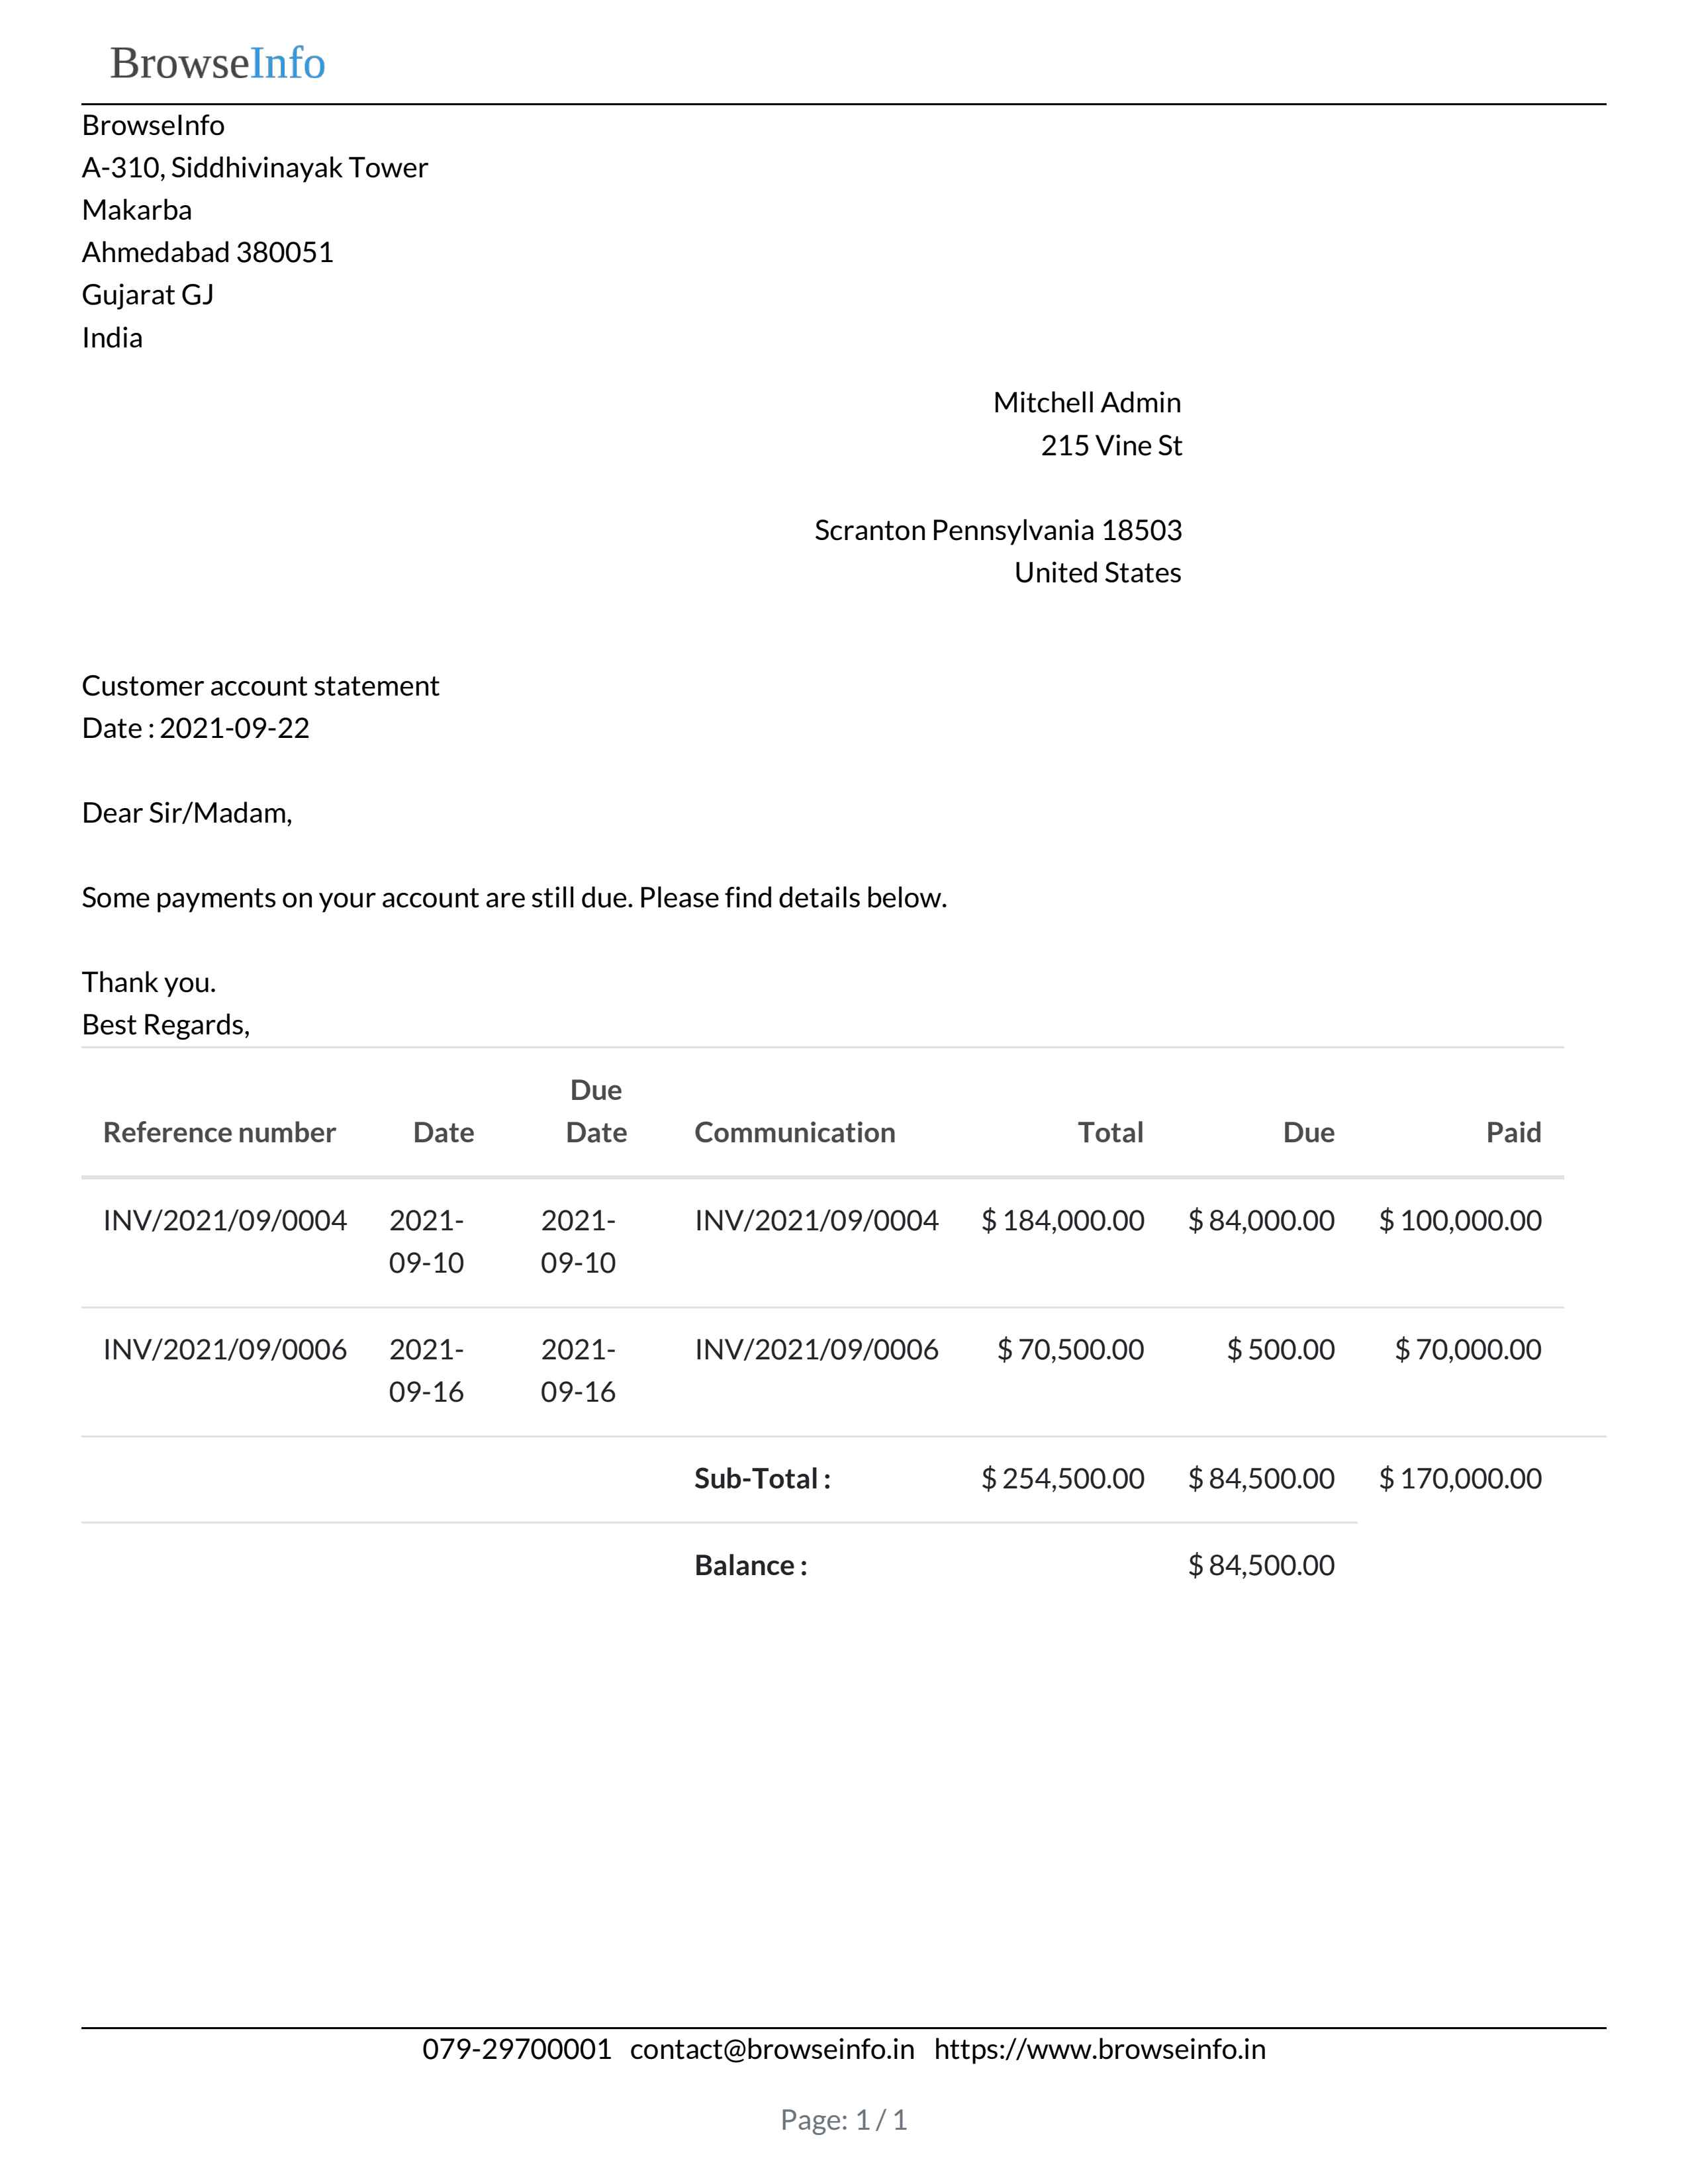 BrowseInfo
BrowseInfo
A-310, Siddhivinayak Tower
Makarba
Ahmedabad 380051
Gujarat GJ
India
Mitchell Admin
215 Vine St
Scranton Pennsylvania 18503
United States
Customer account statement
Date : 2021-09-22
Dear Sir/Madam,
Some payments on your account are still due. Please find details below.
Thank you.
Best Regards,
Reference number Date Due Date Communication Total Due Paid
INV/2021/09/0004 2021-09-10 2021-09-10 INV/2021/09/0004 $ 184,000.00 $ 84,000.00 $ 100,000.00
INV/2021/09/0006 2021-09-16 2021-09-16 INV/2021/09/0006 $ 70,500.00 $ 500.00 $ 70,000.00
Sub-Total : $ 254,500.00 $ 84,500.00 $ 170,000.00
Balance : $ 84,500.00
079-29700001 contact@browseinfo.in https://www.browseinfo.in
Page: 1 / 1